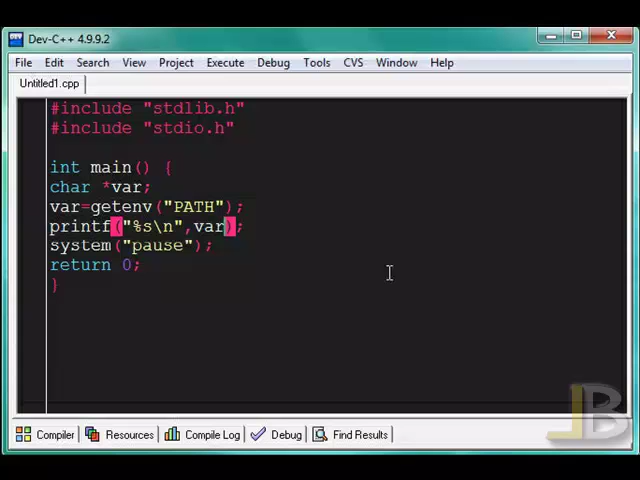 Dev-C++ 4.9.9.2
File Edit Search View Project Execute Debug Tools CVS Window Help
Untitled1.cpp
#include "stdlib.h"
#include "stdio.h"
int main() {
char *var;
var=getenv("PATH");
printf("%s\n",var);
system("pause");
return 0;
}
Compiler Resources Compile Log Debug Find Results